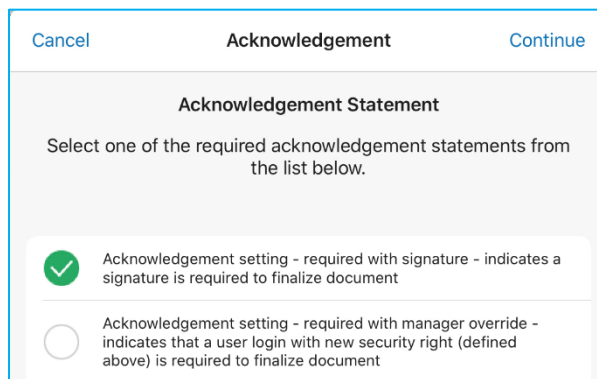 Cancel Acknowledgement Continue
Acknowledgement Statement
Select one of the required acknowledgement statements from
the list below.
Acknowledgement setting - required with signature - indicates a
signature is required to finalize document
Acknowledgement setting - required with manager override -
indicates that a user login with new security right (defined
above) is required to finalize document